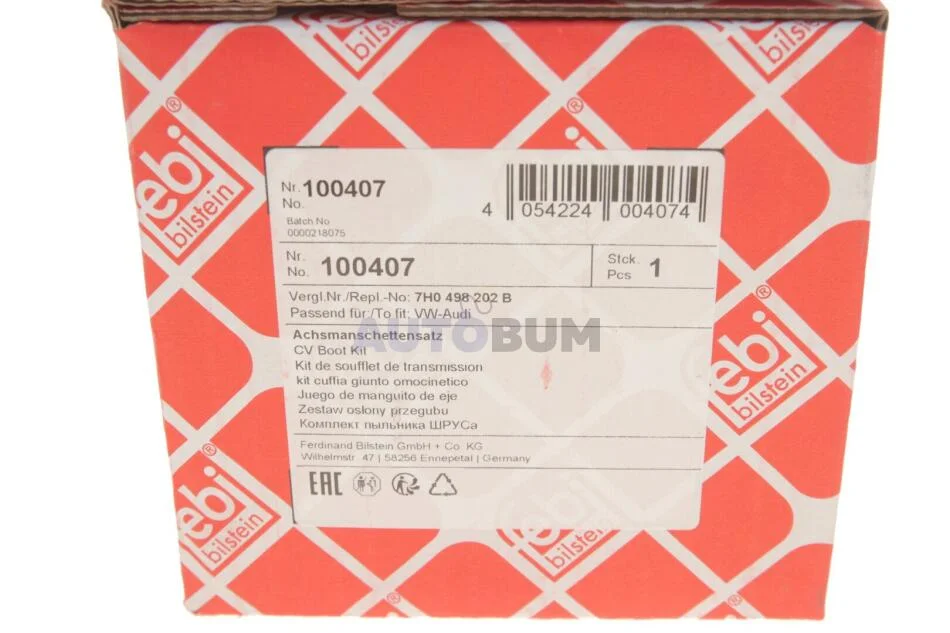 febi
bilstein
bilstein
febi®
bilstein
Nr. 100407
No.
Batch No
0000218075
4 054224 004074
Nr.
No. 100407
Stck.
Pcs 1
Vergl.Nr./Repl.-No: 7H0 498 202 B
Passend für:/To fit: VW-Audi
AUTOBUM
Achsmanschettensatz
CV Boot Kit
Kit de soufflet de transmission
kit cuffia giunto omocinetico
Juego de manguito de eje
Zestaw osłony przegubu
Комплект пыльника ШРУСа
Ferdinand Bilstein GmbH + Co. KG
Wilhelmstr. 47 | 58256 Ennepetal | Germany
EAC
febi®
bilstein
febi
bilstein
febi
bilstein